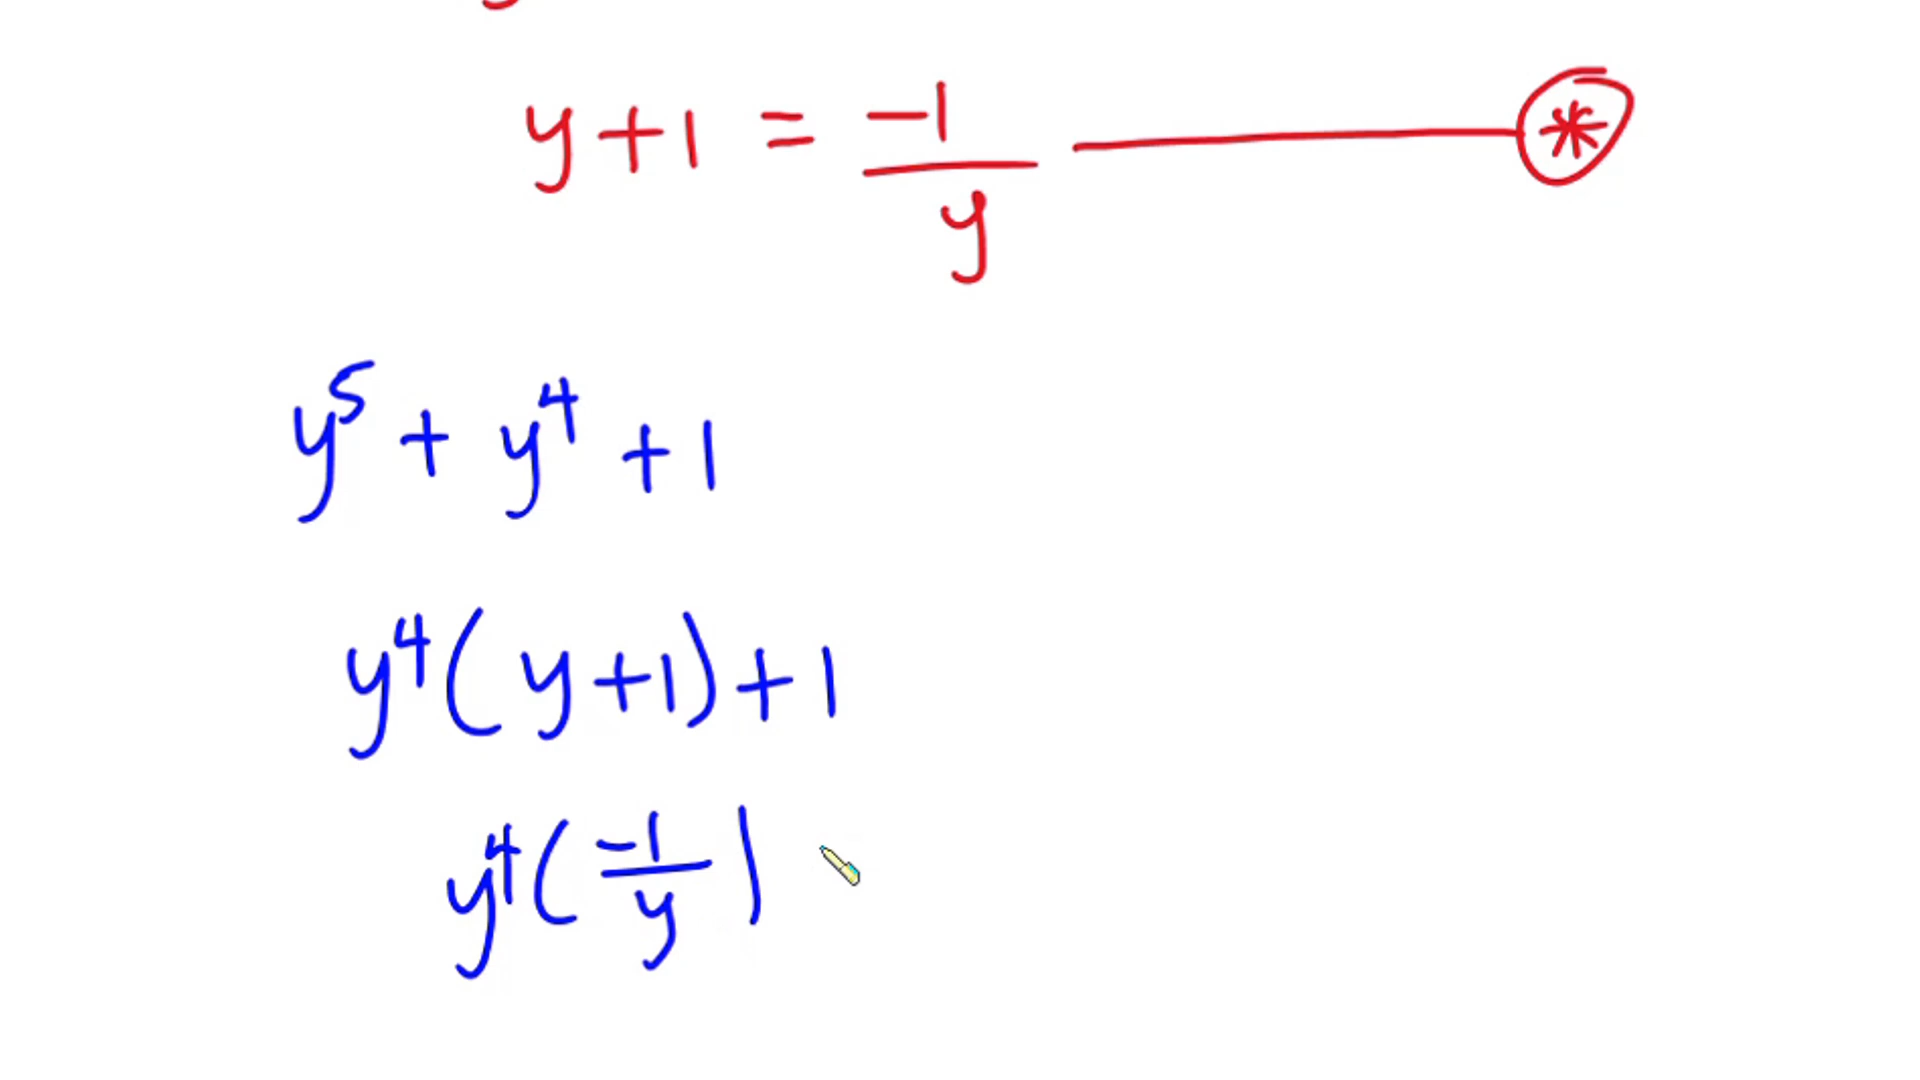 y+1 = -1/y ——— ⊛
y⁵ + y⁴ + 1
y⁴(y+1)+1
y⁴(-1/y)